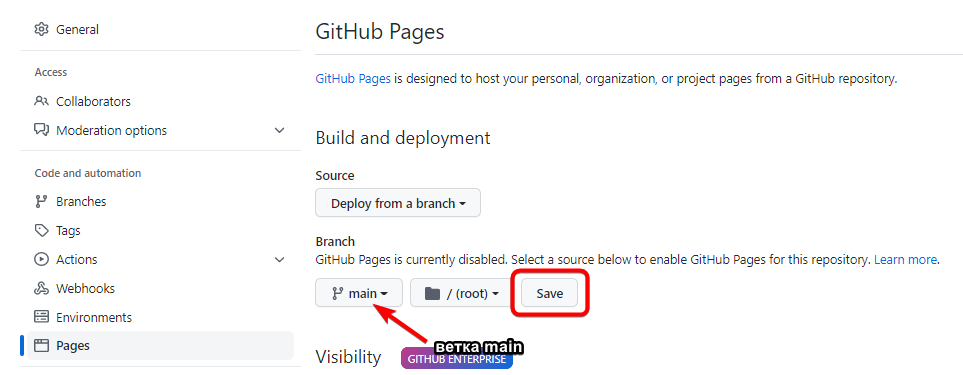 General
Access
Collaborators
Moderation options
Code and automation
Branches
Tags
Actions
Webhooks
Environments
Pages
GitHub Pages
GitHub Pages is designed to host your personal, organization, or project pages from a GitHub repository.
Build and deployment
Source
Deploy from a branch
Branch
GitHub Pages is currently disabled. Select a source below to enable GitHub Pages for this repository. Learn more.
main / (root) Save
ветка main
Visibility GITHUB ENTERPRISE